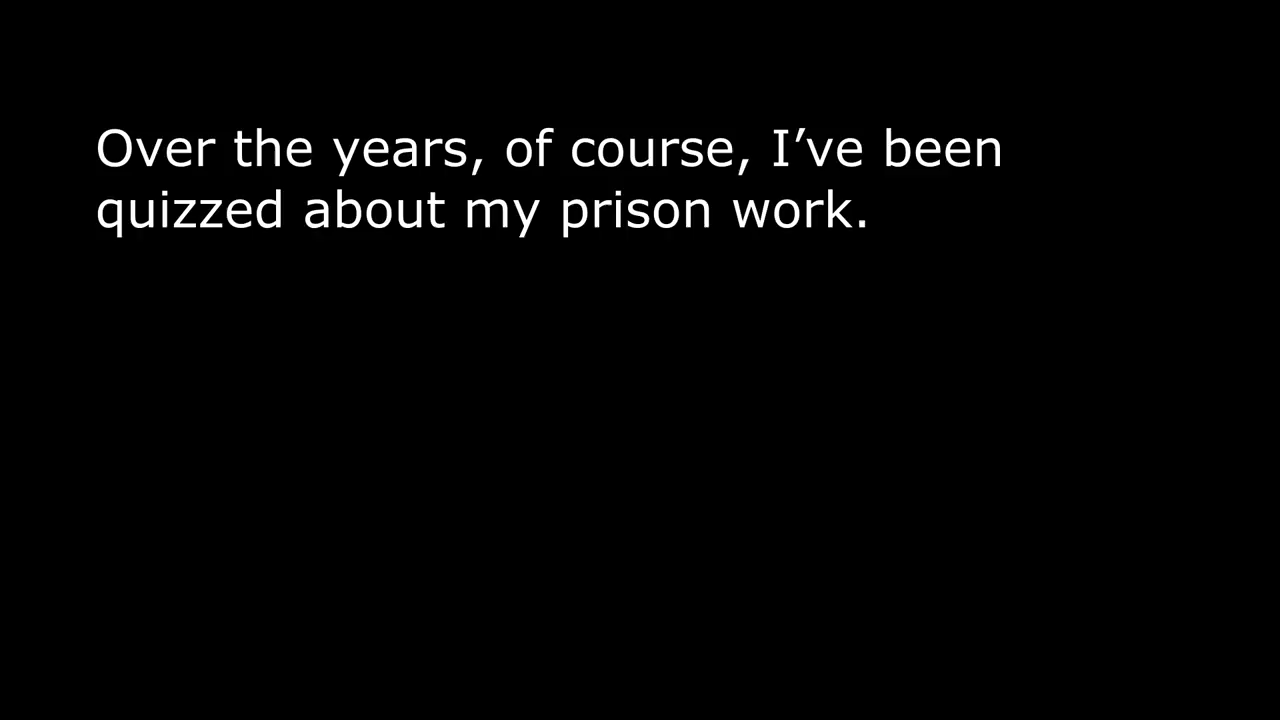 Over the years, of course, I’ve been
quizzed about my prison work.